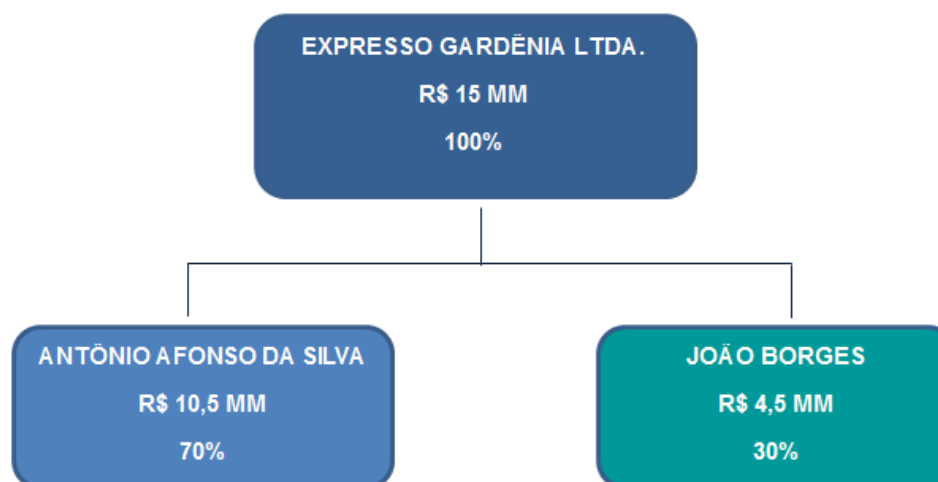 EXPRESSO GARDÊNIA LTDA.
R$ 15 MM
100%
ANTÔNIO AFONSO DA SILVA
R$ 10,5 MM
70%
JOÃO BORGES
R$ 4,5 MM
30%